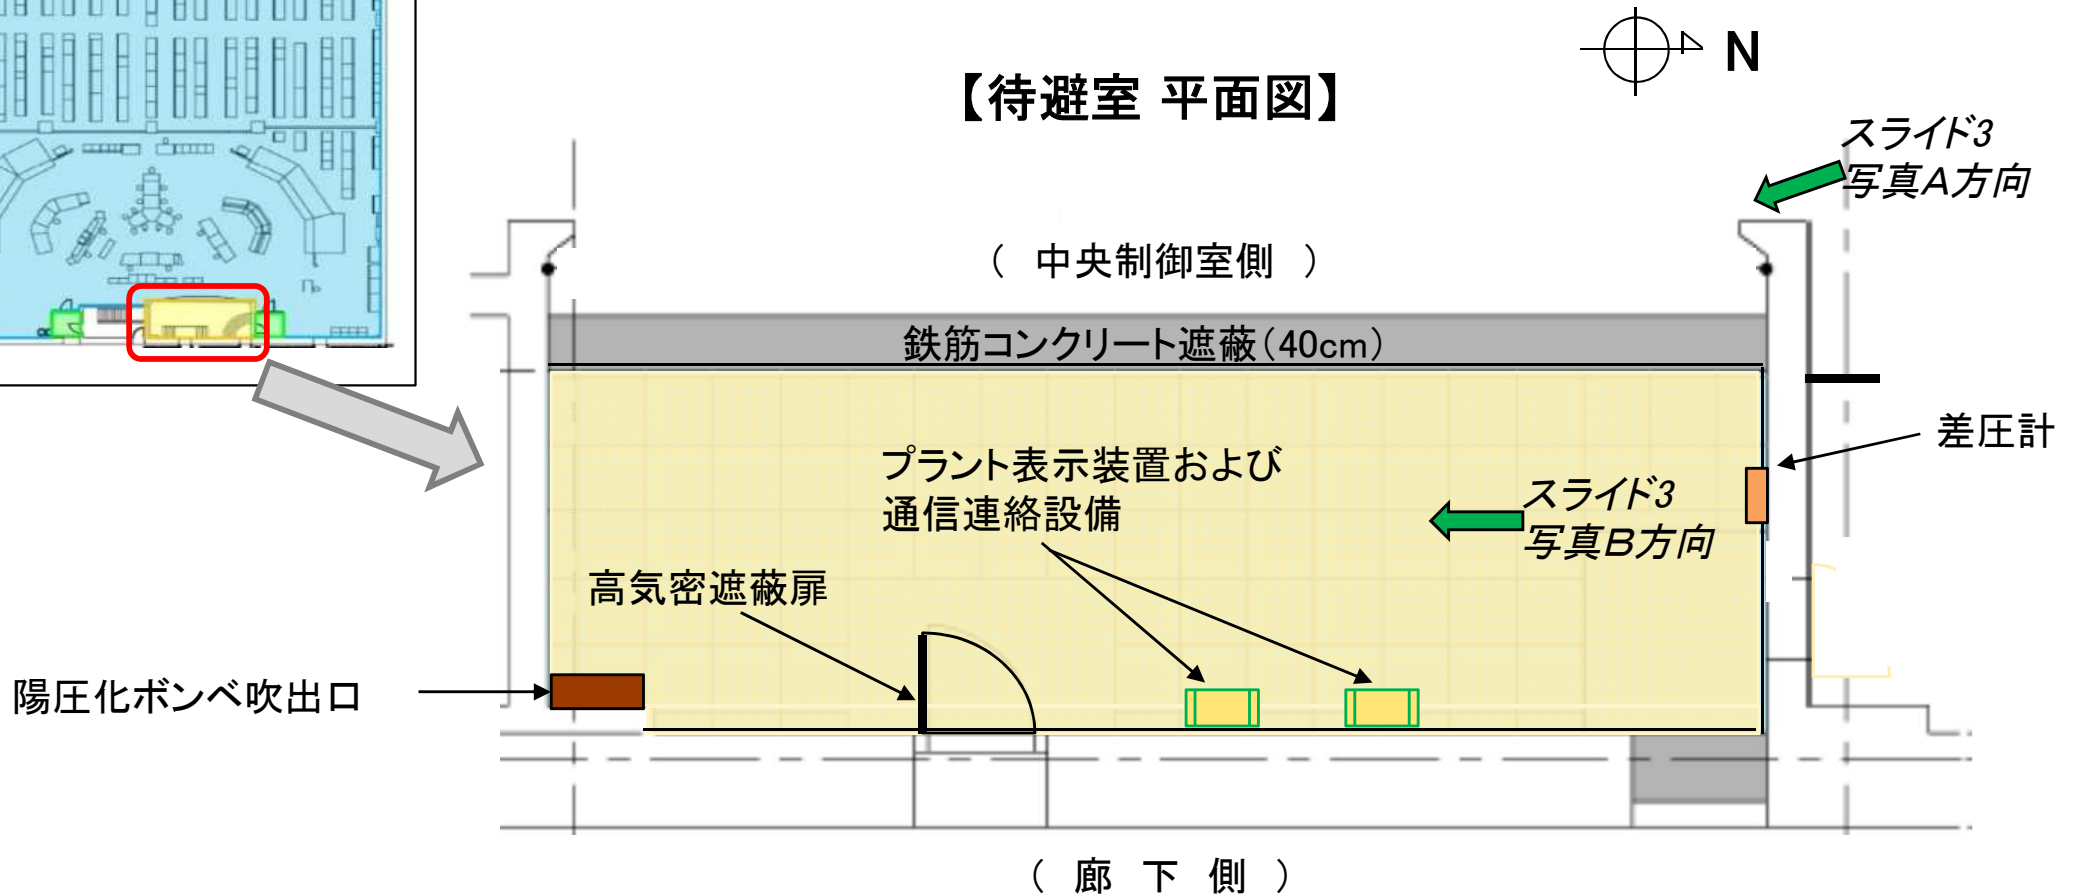 N
【待避室 平面図】
スライド3
写真A方向
( 中央制御室側 )
鉄筋コンクリート遮蔽(40cm)
差圧計
プラント表示装置および
通信連絡設備
スライド3
写真B方向
高気密遮蔽扉
陽圧化ボンベ吹出口
( 廊 下 側 )